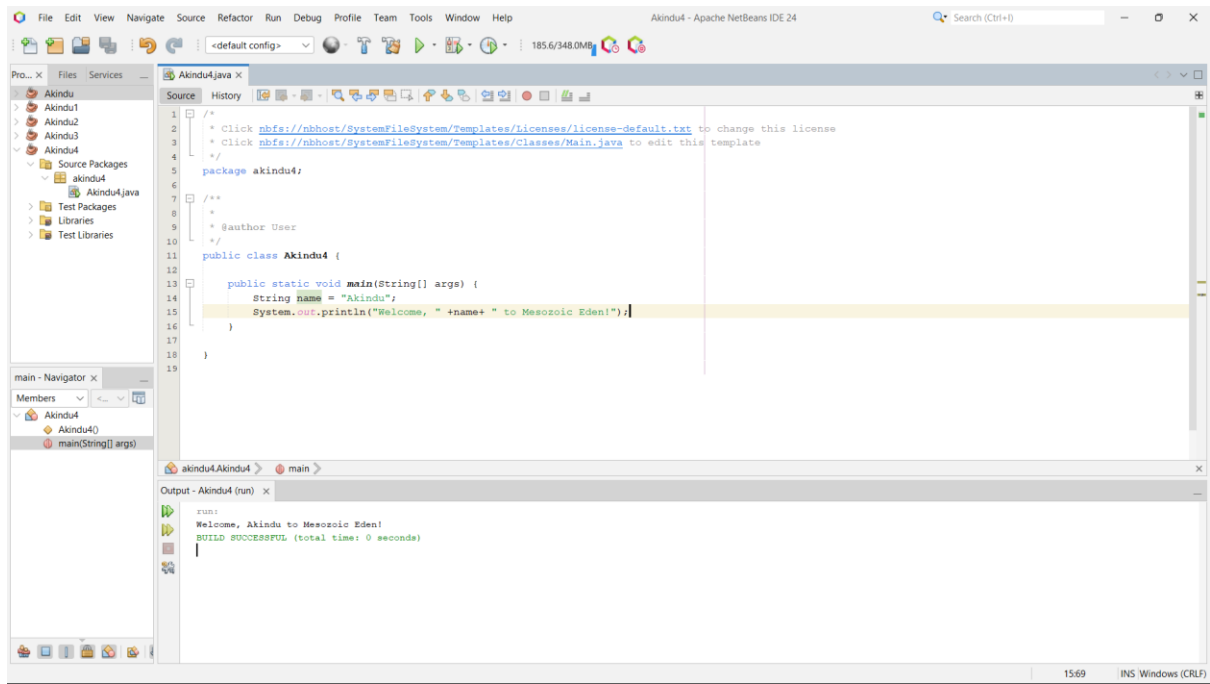 File Edit View Navigate Source Refactor Run Debug Profile Team Tools Window Help Akindu4 - Apache NetBeans IDE 24 Search (Ctrl+I)
<default config> 185.6/348.0MB
Pro... Files Services
Akindu
Akindu1
Akindu2
Akindu3
Akindu4
Source Packages
akindu4
Akindu4.java
Test Packages
Libraries
Test Libraries
Akindu4.java
Source History
1 /*
2 * Click nbfs://nbhost/SystemFileSystem/Templates/Licenses/license-default.txt to change this license
3 * Click nbfs://nbhost/SystemFileSystem/Templates/Classes/Main.java to edit this template
4 */
5 package akindu4;
6
7 /**
8 *
9 * @author User
10 */
11 public class Akindu4 {
12
13 public static void main(String[] args) {
14 String name = "Akindu";
15 System.out.println("Welcome, " +name+ " to Mesozoic Eden!");
16 }
17
18 }
19
main - Navigator
Members <...
Akindu4
Akindu4()
main(String[] args)
akindu4.Akindu4 main
Output - Akindu4 (run)
run:
Welcome, Akindu to Mesozoic Eden!
BUILD SUCCESSFUL (total time: 0 seconds)
15:69 INS Windows (CRLF)